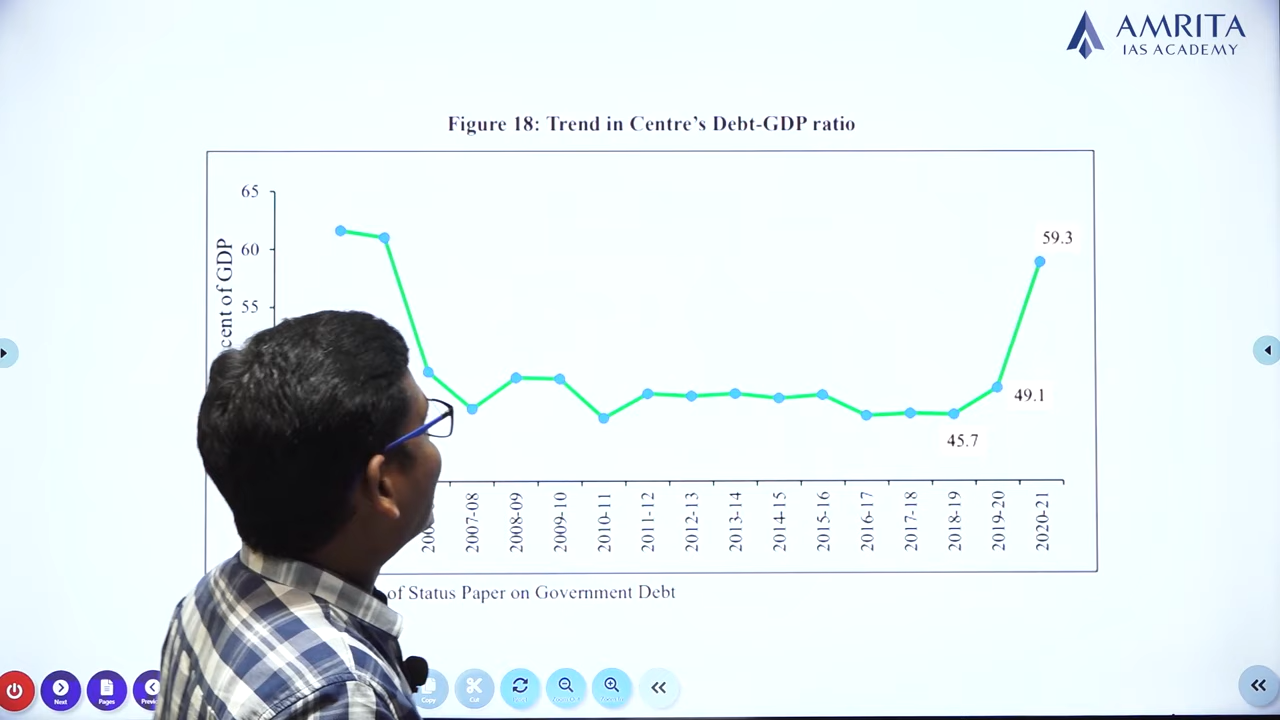 AMRITA
IAS ACADEMY
Figure 18: Trend in Centre's Debt-GDP ratio
65
60
55
of GDP
59.3
49.1
45.7
2007-08
2008-09
2009-10
2010-11
2011-12
2012-13
2013-14
2014-15
2015-16
2016-17
2017-18
2018-19
2019-20
2020-21
of Status Paper on Government Debt
Next
Pages
Copy
Cut